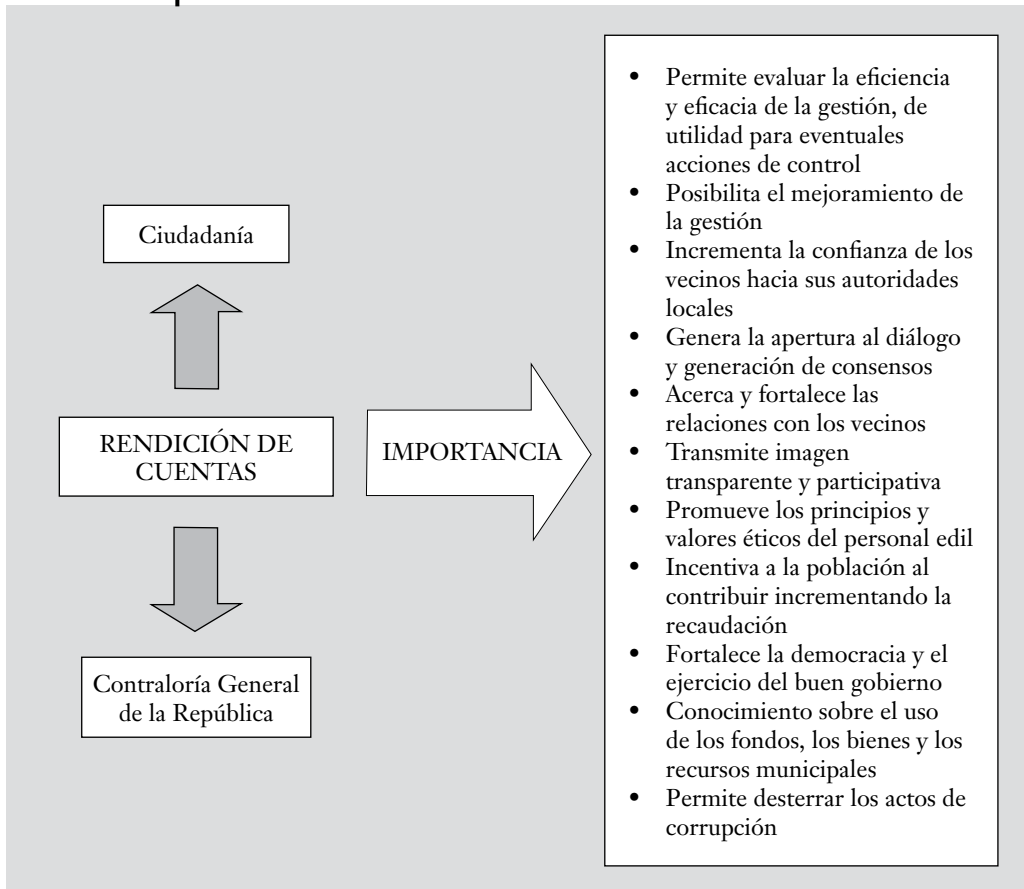 Ciudadanía
RENDICIÓN DE
CUENTAS
Contraloría General
de la República
IMPORTANCIA
• Permite evaluar la eficiencia
y eficacia de la gestión, de
utilidad para eventuales
acciones de control
• Posibilita el mejoramiento de
la gestión
• Incrementa la confianza de los
vecinos hacia sus autoridades
locales
• Genera la apertura al diálogo
y generación de consensos
• Acerca y fortalece las
relaciones con los vecinos
• Transmite imagen
transparente y participativa
• Promueve los principios y
valores éticos del personal edil
• Incentiva a la población al
contribuir incrementando la
recaudación
• Fortalece la democracia y el
ejercicio del buen gobierno
• Conocimiento sobre el uso
de los fondos, los bienes y los
recursos municipales
• Permite desterrar los actos de
corrupción